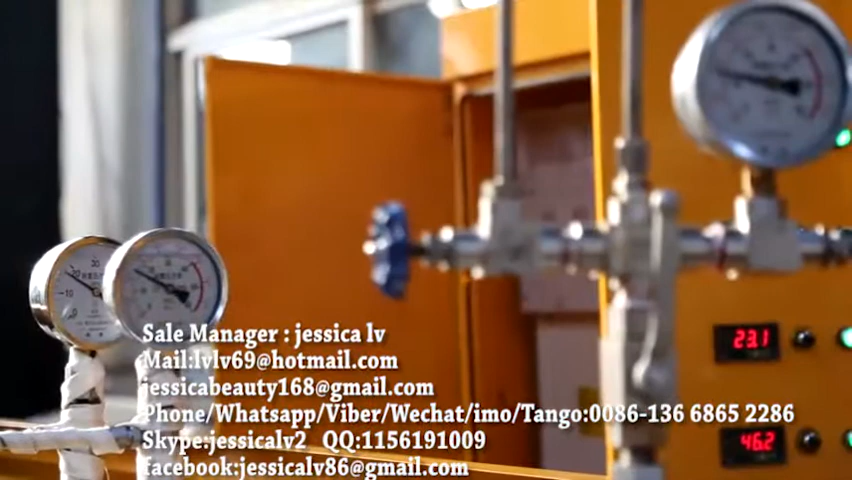 Sale Manager : jessica lv
Mail:lvlv69@hotmail.com
jessicabeauty168@gmail.com
Phone/Whatsapp/Viber/Wechat/imo/Tango:0086-136 6865 2286
Skype:jessicalv2 QQ:1156191009
facebook:jessicalv86@gmail.com
23.1
46.2